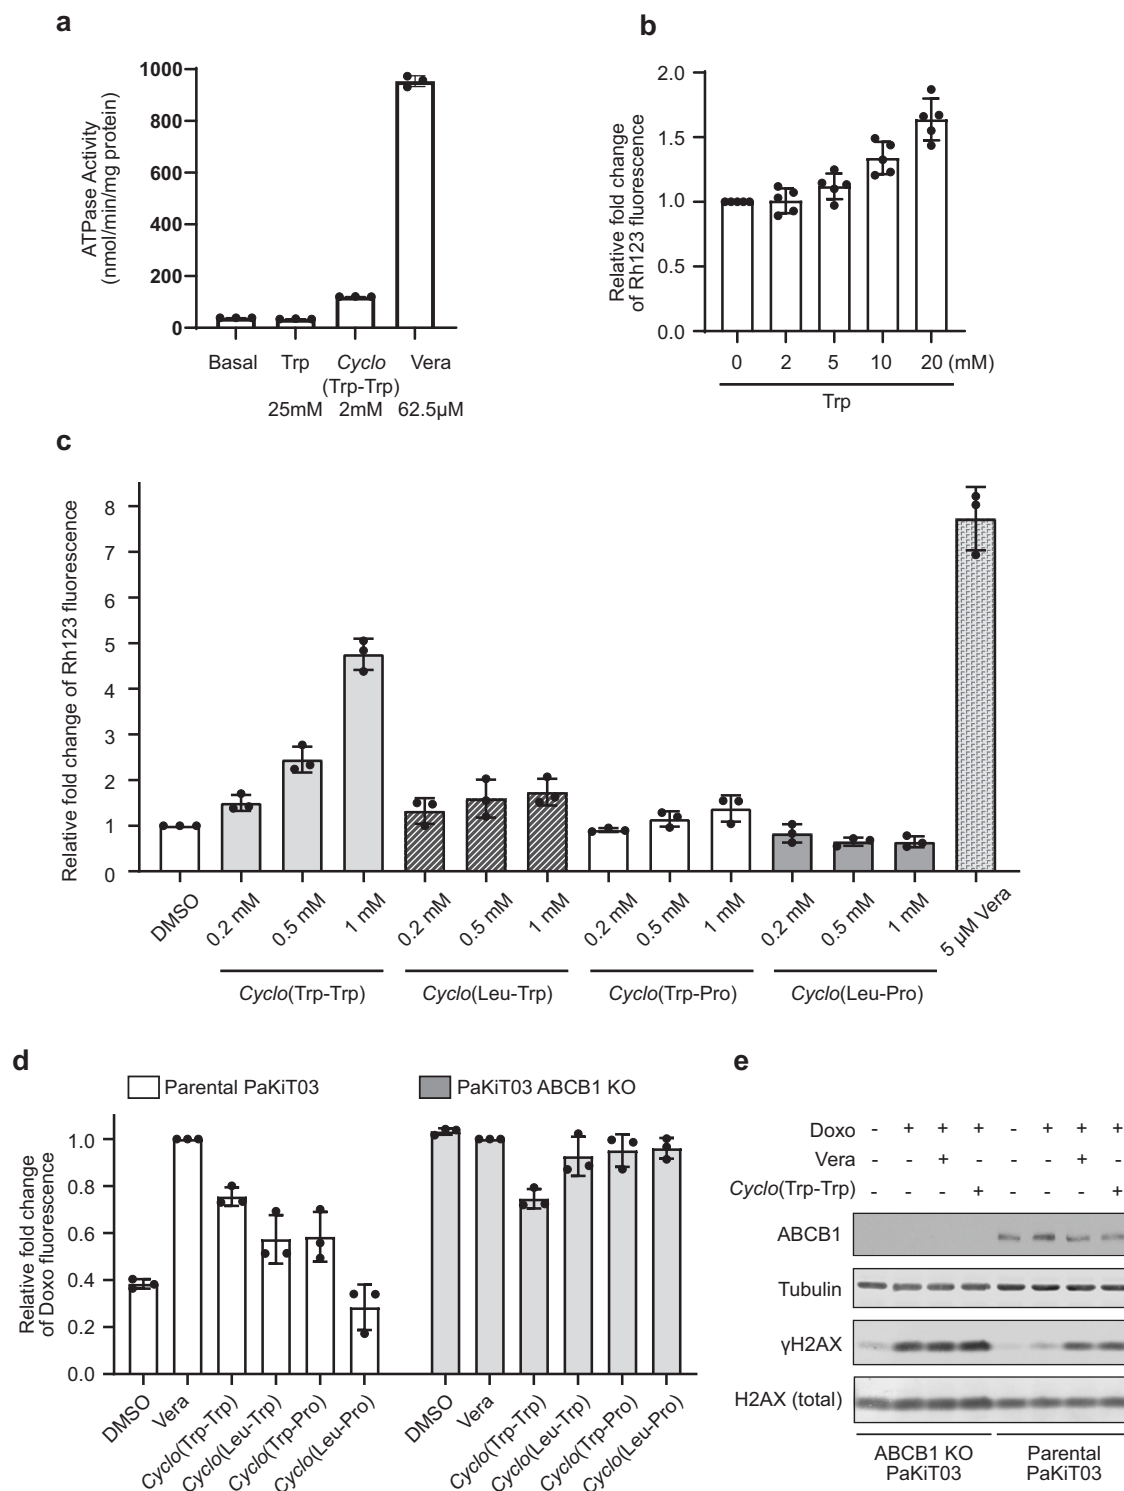 a
1000
800
600
400
200
0
ATPase Activity
(nmol/min/mg protein)
Basal Trp Cyclo Vera
(Trp-Trp)
25mM 2mM 62.5µM
b
2.0
1.5
1.0
0.5
0.0
Relative fold change
of Rh123 fluorescence
0 2 5 10 20 (mM)
Trp
c
8
7
6
5
4
3
2
1
0
Relative fold change of Rh123 fluorescence
DMSO 0.2 mM 0.5 mM 1 mM 0.2 mM 0.5 mM 1 mM 0.2 mM 0.5 mM 1 mM 0.2 mM 0.5 mM 1 mM 5 µM Vera
Cyclo(Trp-Trp) Cyclo(Leu-Trp) Cyclo(Trp-Pro) Cyclo(Leu-Pro)
d
Parental PaKiT03 PaKiT03 ABCB1 KO
1.0
0.8
0.6
0.4
0.2
0.0
Relative fold change
of Doxo fluorescence
DMSO Vera Cyclo(Trp-Trp) Cyclo(Leu-Trp) Cyclo(Trp-Pro) Cyclo(Leu-Pro) DMSO Vera Cyclo(Trp-Trp) Cyclo(Leu-Trp) Cyclo(Trp-Pro) Cyclo(Leu-Pro)
e
Doxo - + + + - + + +
Vera - - + - - - + -
Cyclo(Trp-Trp) - - - + - - - +
ABCB1
Tubulin
γH2AX
H2AX (total)
ABCB1 KO Parental
PaKiT03 PaKiT03